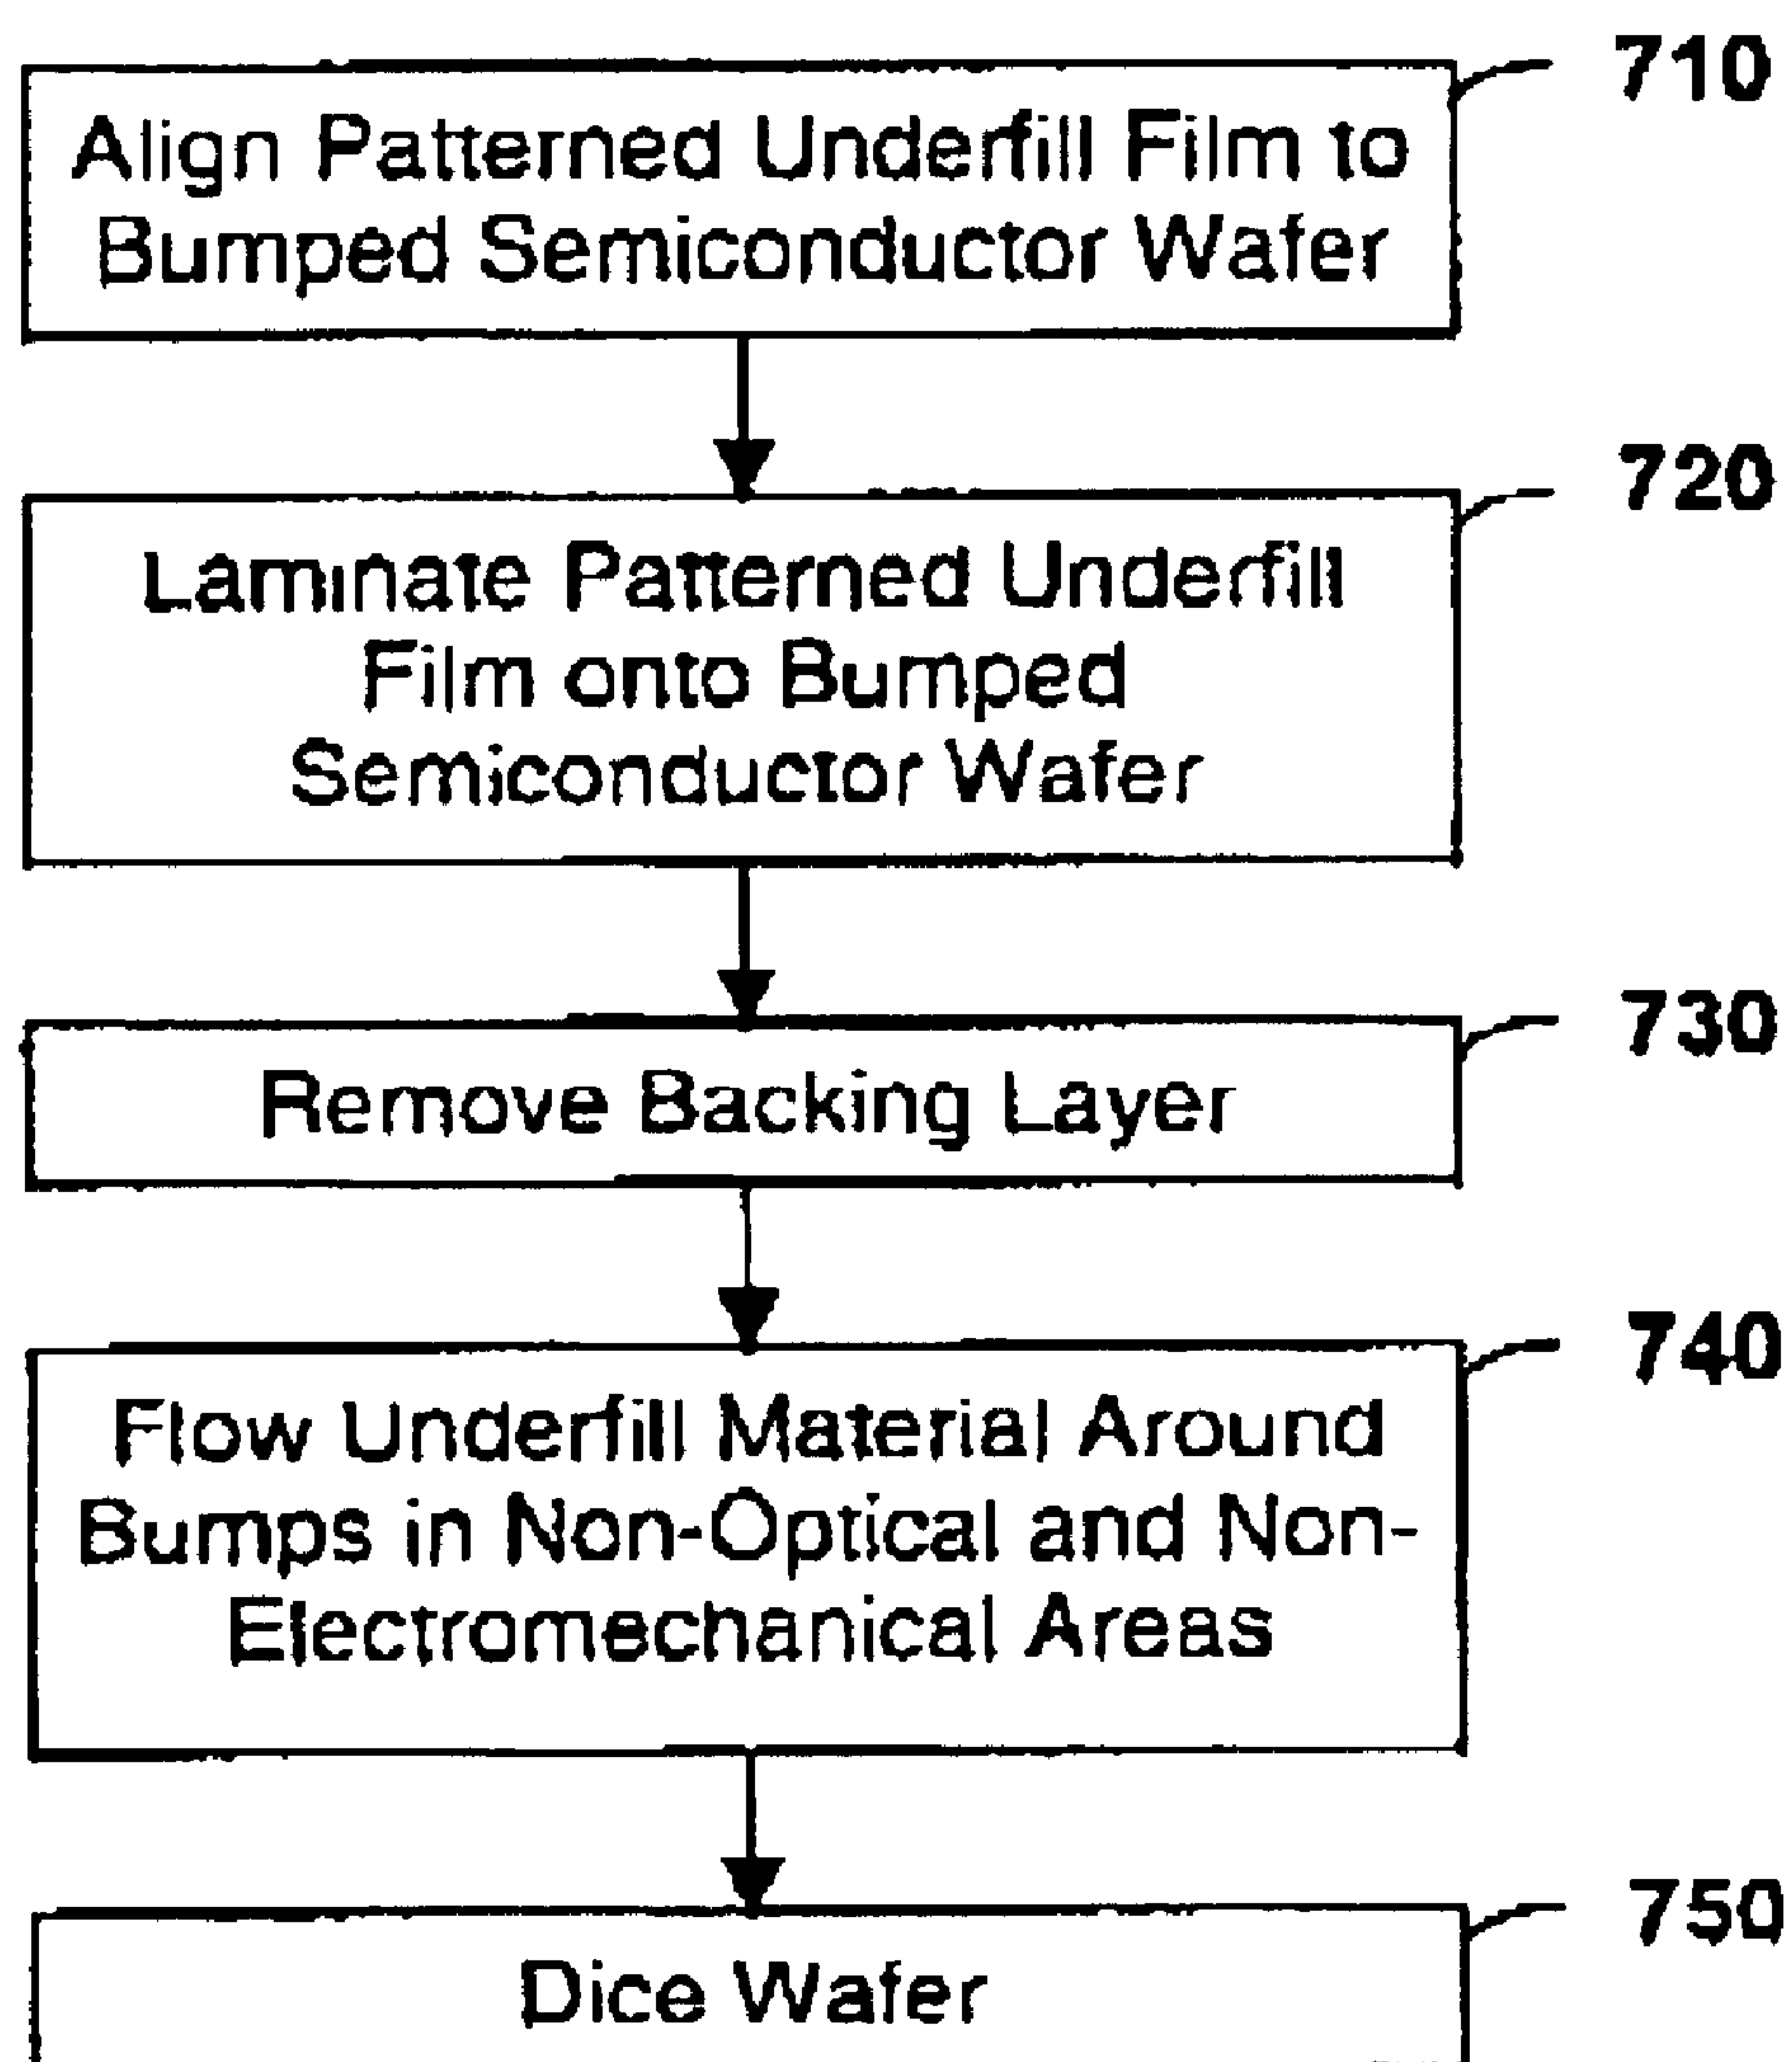 710
Align Patterned Underfill Film to
Bumped Semiconductor Wafer
720
Laminate Patterned Underfill
Film onto Bumped
Semiconductor Wafer
730
Remove Backing Layer
740
Flow Underfill Material Around
Bumps in Non-Optical and Non-
Electromechanical Areas
750
Dice Wafer